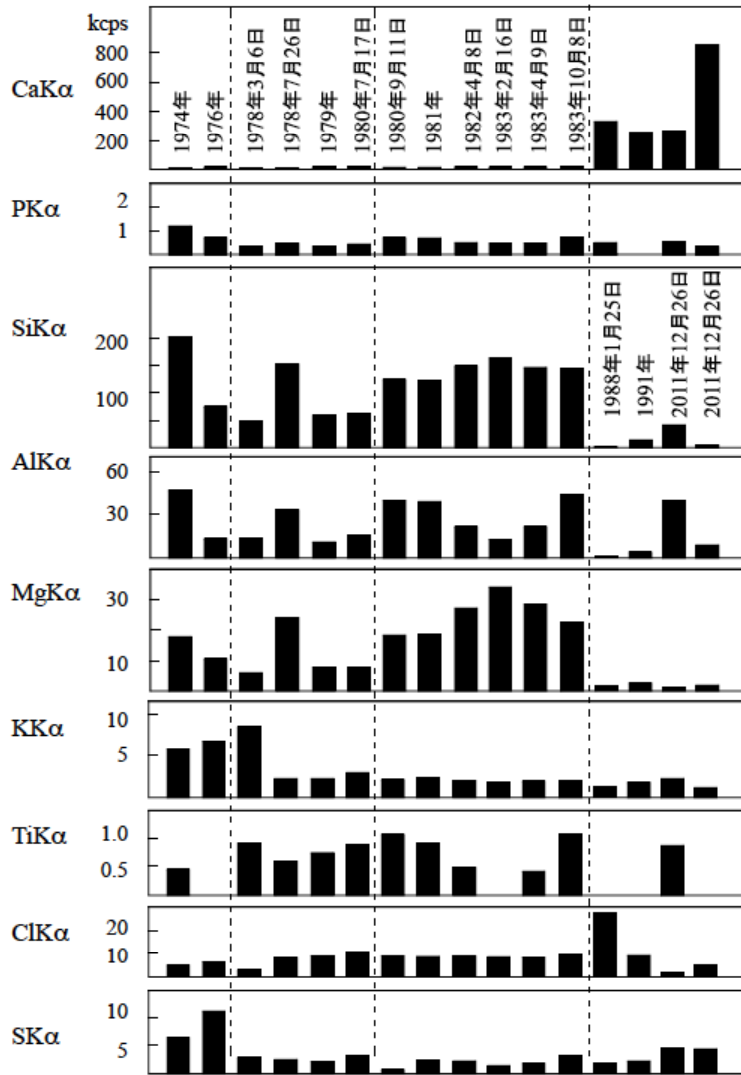 kcps
CaKα
800
600
400
200
1974年
1976年
1978年3月6日
1978年7月26日
1979年
1980年7月17日
1980年9月11日
1981年
1982年4月8日
1983年2月16日
1983年4月9日
1983年10月8日
PKα
2
1
SiKα
200
100
1988年1月25日
1991年
2011年12月26日
2011年12月26日
AlKα
60
30
MgKα
30
10
KKα
10
5
TiKα
1.0
0.5
ClKα
20
10
SKα
10
5